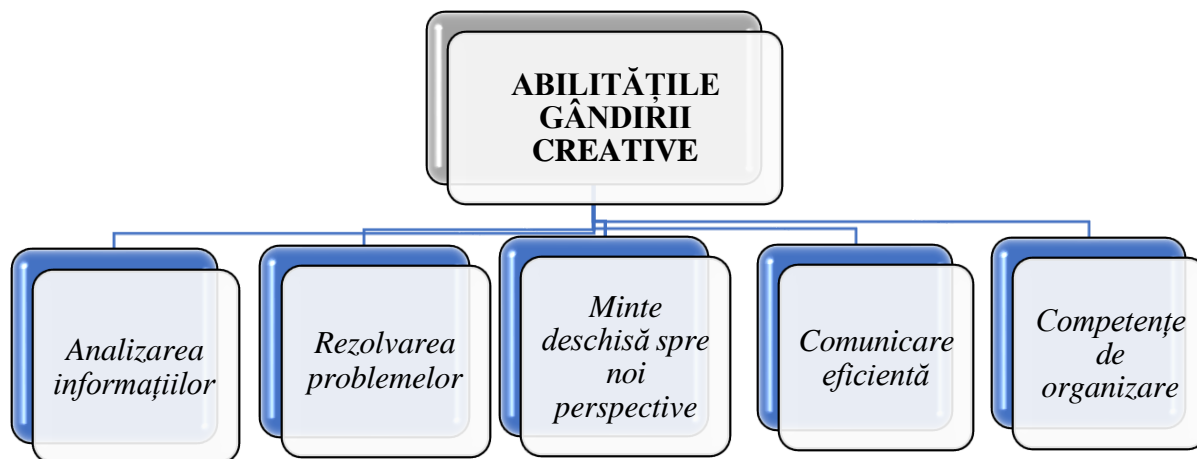 ABILITĂȚILE
GÂNDIRII
CREATIVE
Analizarea
informațiilor
Rezolvarea
problemelor
Minte
deschisă spre
noi
perspective
Comunicare
eficientă
Competențe
de
organizare